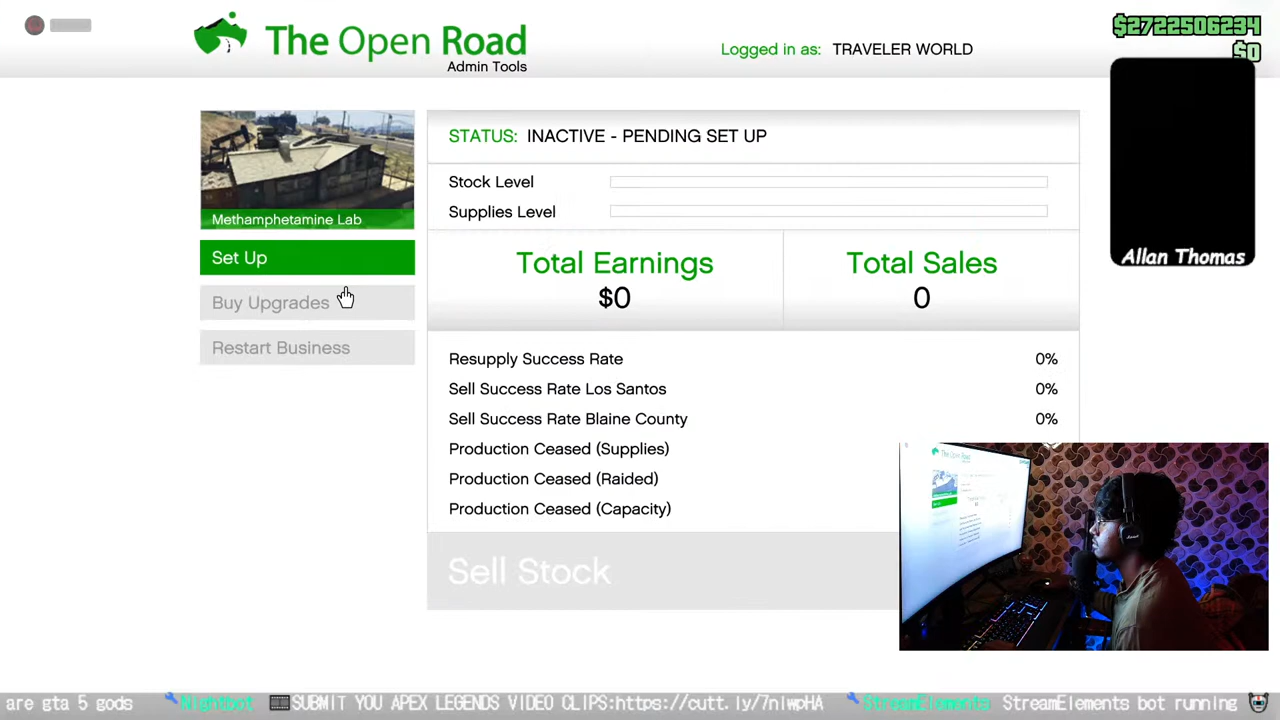 The Open Road
Admin Tools
Logged in as: TRAVELER WORLD
$2722506234
$0
Methamphetamine Lab
Set Up
Buy Upgrades
Restart Business
STATUS: INACTIVE - PENDING SET UP
Stock Level
Supplies Level
Total Earnings
$0
Total Sales
0
Resupply Success Rate 0%
Sell Success Rate Los Santos 0%
Sell Success Rate Blaine County 0%
Production Ceased (Supplies)
Production Ceased (Raided)
Production Ceased (Capacity)
Sell Stock
Allan Thomas
The Open Road
are gta 5 gods Nightbot SUBMIT YOU APEX LEGENDS VIDEO CLIPS:https://cutt.ly/7nlwpHA StreamElements StreamElements bot running